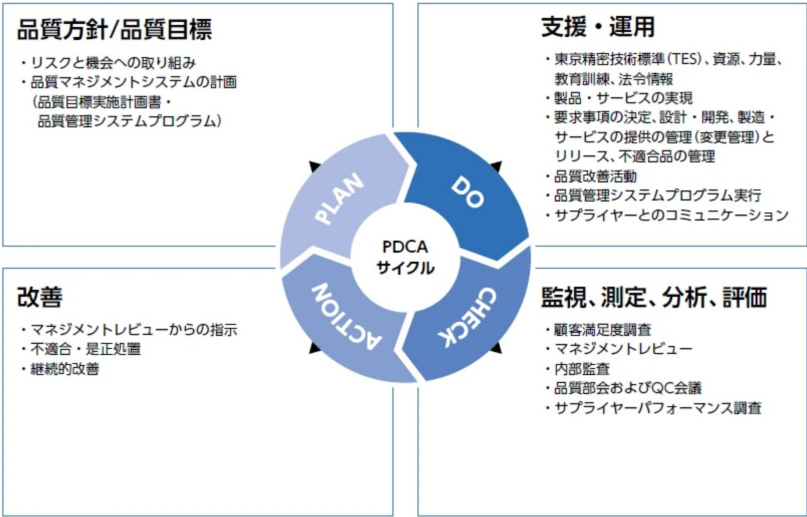 品質方針/品質目標
・リスクと機会への取り組み
・品質マネジメントシステムの計画
（品質目標実施計画書・
品質管理システムプログラム）
支援・運用
・東京精密技術標準（TES）、資源、力量、
教育訓練、法令情報
・製品・サービスの実現
・要求事項の決定、設計・開発、製造・
サービスの提供の管理（変更管理）と
リリース、不適合品の管理
・品質改善活動
・品質管理システムプログラム実行
・サプライヤーとのコミュニケーション
PLAN
DO
PDCA
サイクル
ACTION
CHECK
改善
・マネジメントレビューからの指示
・不適合・是正処置
・継続的改善
監視、測定、分析、評価
・顧客満足度調査
・マネジメントレビュー
・内部監査
・品質部会およびQC会議
・サプライヤーパフォーマンス調査